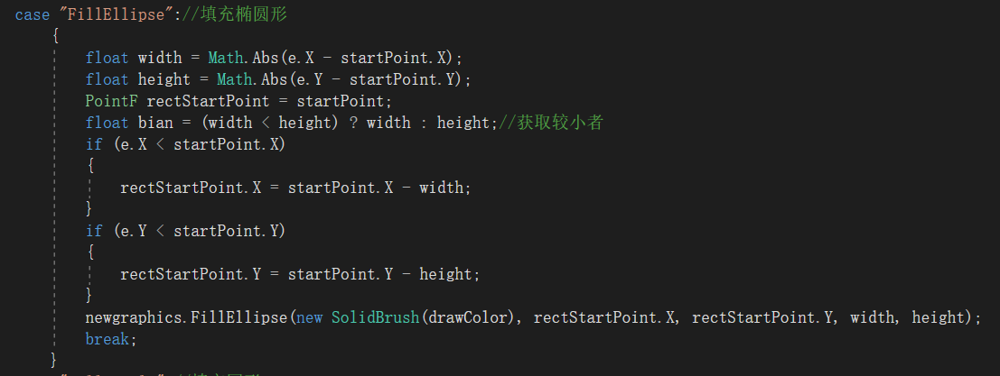 case "FillEllipse"://填充椭圆形
{
float width = Math.Abs(e.X - startPoint.X);
float height = Math.Abs(e.Y - startPoint.Y);
PointF rectStartPoint = startPoint;
float bian = (width < height) ? width : height;//获取较小者
if (e.X < startPoint.X)
{
rectStartPoint.X = startPoint.X - width;
}
if (e.Y < startPoint.Y)
{
rectStartPoint.Y = startPoint.Y - height;
}
newgraphics.FillEllipse(new SolidBrush(drawColor), rectStartPoint.X, rectStartPoint.Y, width, height);
break;
}